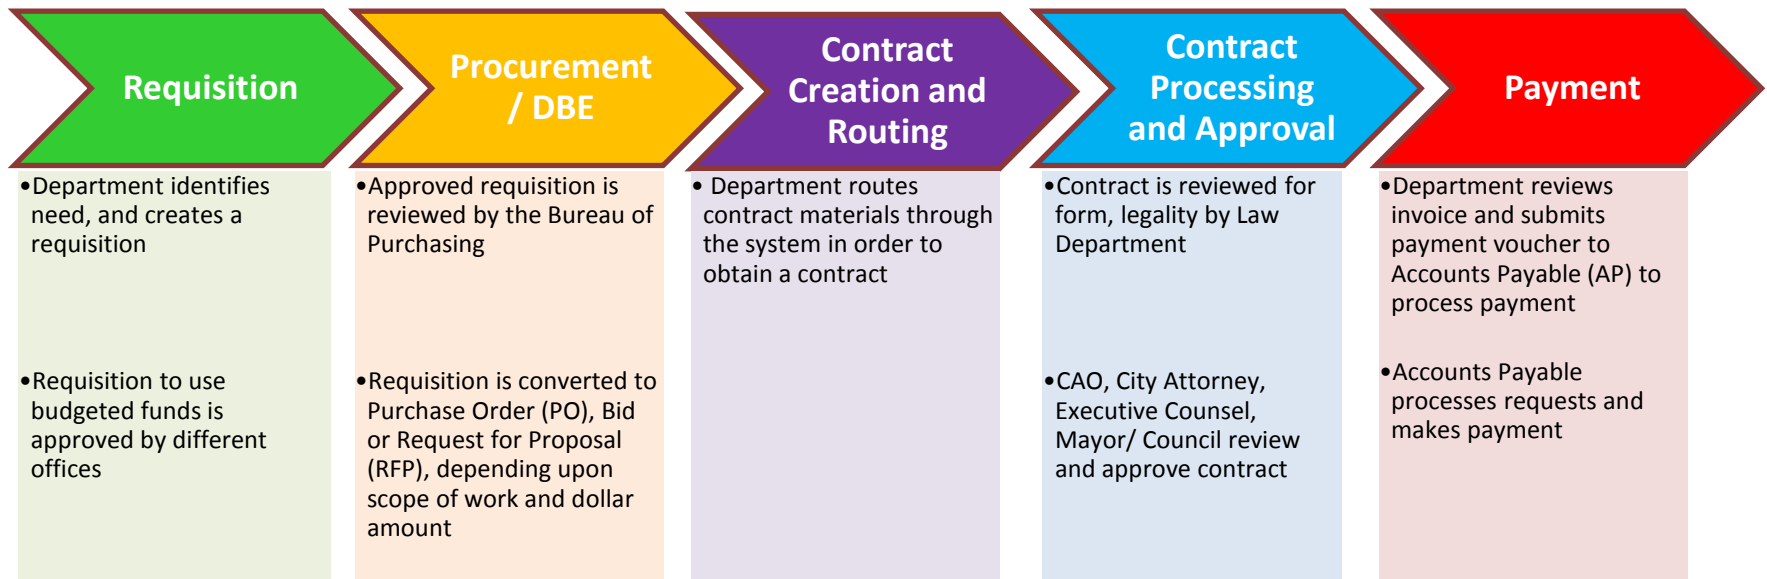 Requisition
•Department identifies
need, and creates a
requisition
•Requisition to use
budgeted funds is
approved by different
offices
Procurement
/ DBE
•Approved requisition is
reviewed by the Bureau of
Purchasing
•Requisition is converted to
Purchase Order (PO), Bid
or Request for Proposal
(RFP), depending upon
scope of work and dollar
amount
Contract
Creation and
Routing
• Department routes
contract materials through
the system in order to
obtain a contract
Contract
Processing
and Approval
•Contract is reviewed for
form, legality by Law
Department
•CAO, City Attorney,
Executive Counsel,
Mayor/ Council review
and approve contract
Payment
•Department reviews
invoice and submits
payment voucher to
Accounts Payable (AP) to
process payment
•Accounts Payable
processes requests and
makes payment